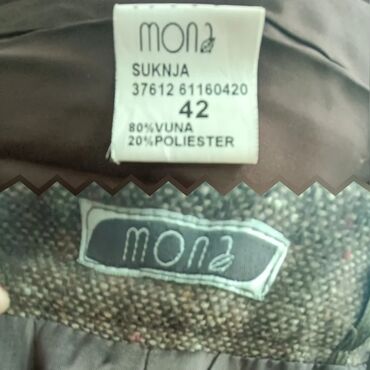 mona
SUKNJA
37612 61160420
42
80%VUNA
20%POLIESTER
mona